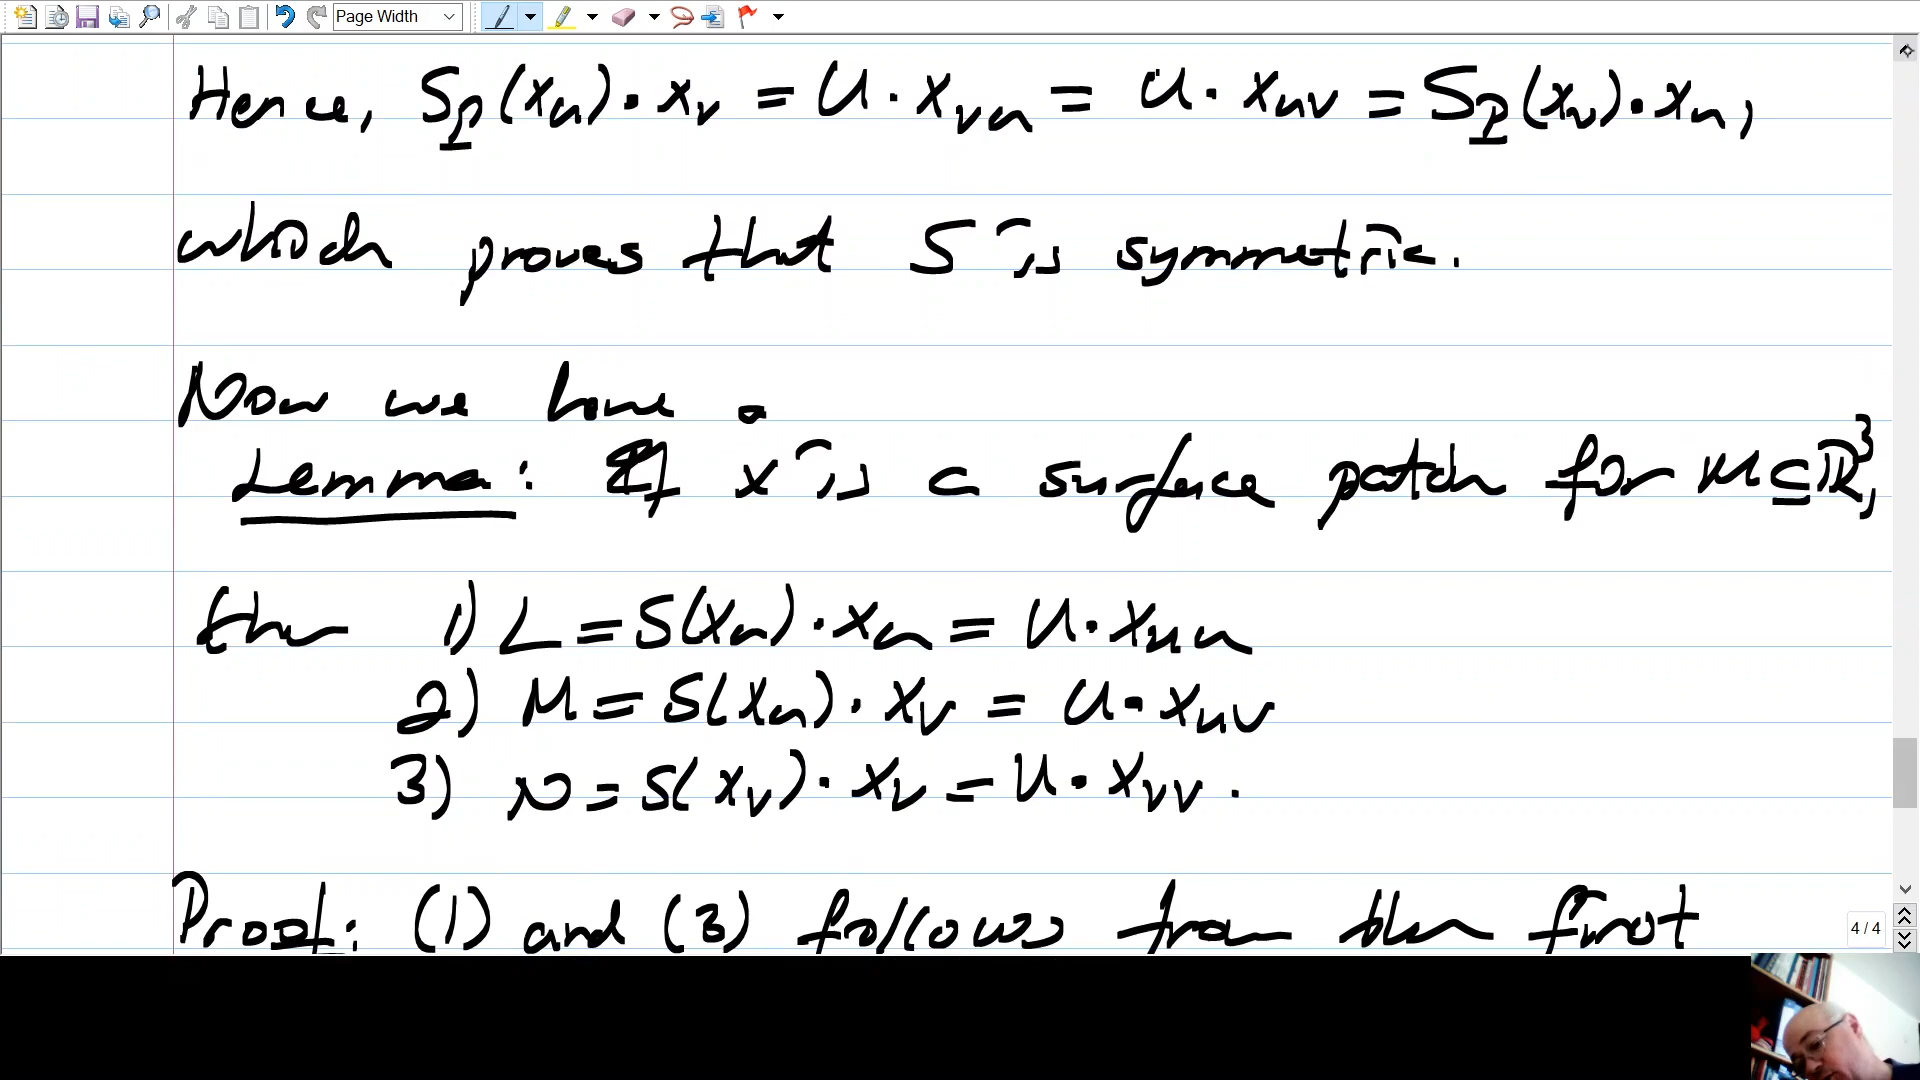 Page Width
Hence, S_p(x_u) · x_v = U · x_vu = U · x_uv = S_p(x_v) · x_u,
which proves that S is symmetric.
Now we have a
Lemma: If x is a surface patch for M ⊆ ℝ³,
then 1) L = S(x_u) · x_u = U · x_uu
2) M = S(x_u) · x_v = U · x_uv
3) N = S(x_v) · x_v = U · x_vv .
Proof: (1) and (3) follows from the first
4 / 4